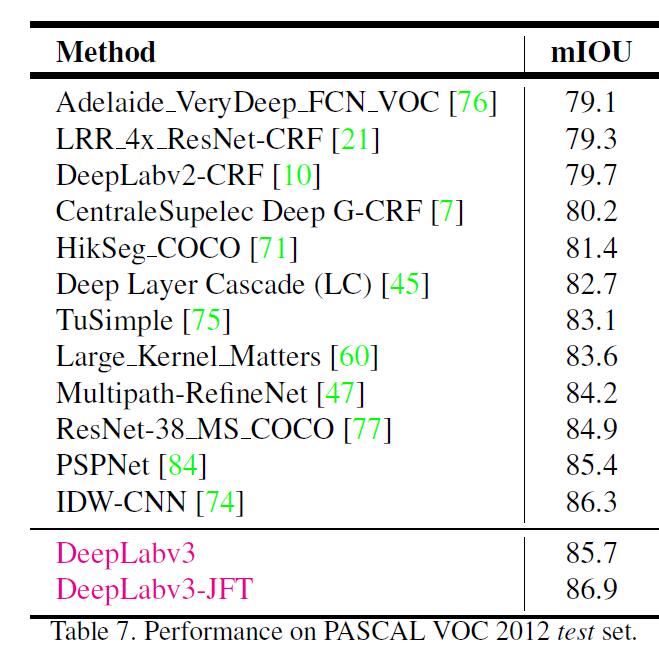 Method mIOU
Adelaide_VeryDeep_FCN_VOC [76] 79.1
LRR_4x_ResNet-CRF [21] 79.3
DeepLabv2-CRF [10] 79.7
CentraleSupelec Deep G-CRF [7] 80.2
HikSeg_COCO [71] 81.4
Deep Layer Cascade (LC) [45] 82.7
TuSimple [75] 83.1
Large_Kernel_Matters [60] 83.6
Multipath-RefineNet [47] 84.2
ResNet-38_MS_COCO [77] 84.9
PSPNet [84] 85.4
IDW-CNN [74] 86.3
DeepLabv3 85.7
DeepLabv3-JFT 86.9
Table 7. Performance on PASCAL VOC 2012 test set.